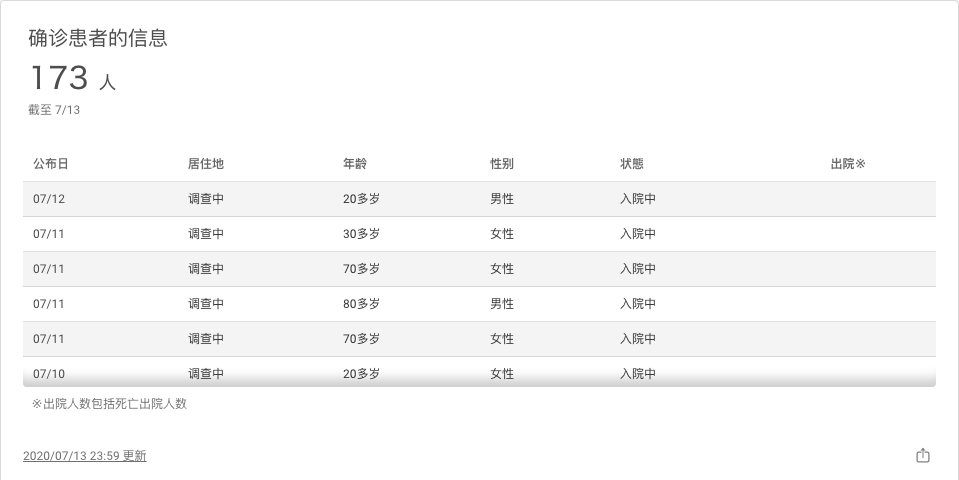 确诊患者的信息
173 人
截至 7/13
公布日 居住地 年龄 性别 状態 出院※
07/12 调查中 20多岁 男性 入院中
07/11 调查中 30多岁 女性 入院中
07/11 调查中 70多岁 女性 入院中
07/11 调查中 80多岁 男性 入院中
07/11 调查中 70多岁 女性 入院中
07/10 调查中 20多岁 女性 入院中
※出院人数包括死亡出院人数
2020/07/13 23:59 更新